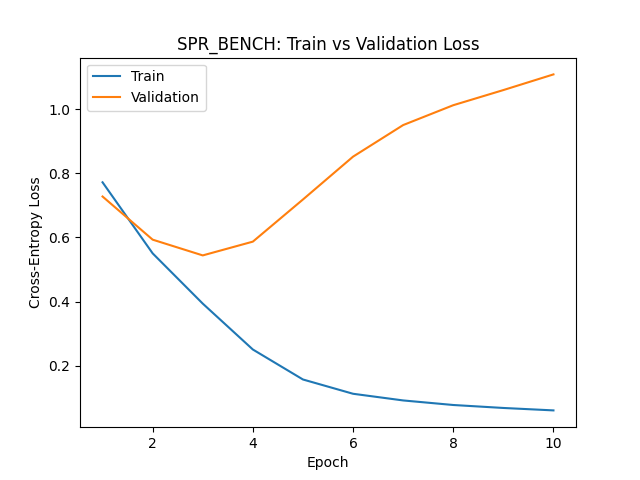 SPR_BENCH: Train vs Validation Loss
Train
Validation
Cross-Entropy Loss
1.0
0.8
0.6
0.4
0.2
2 4 6 8 10
Epoch